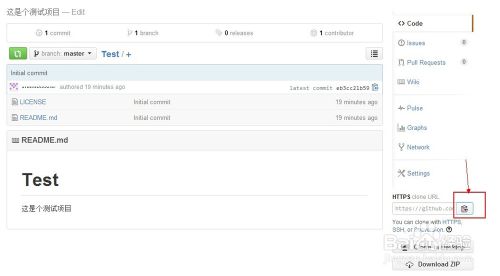 这是个测试项目 — Edit
1 commit
1 branch
0 releases
1 contributor
branch: master
Test / +
Initial commit
authored 19 minutes ago
latest commit eb3cc21b59
LICENSE
Initial commit
19 minutes ago
README.md
Initial commit
19 minutes ago
README.md
Test
这是个测试项目
Code
Issues 0
Pull Requests 0
Wiki
Pulse
Graphs
Network
Settings
HTTPS clone URL
https://github.co
You can clone with HTTPS,
SSH, or Subversion.
Download ZIP